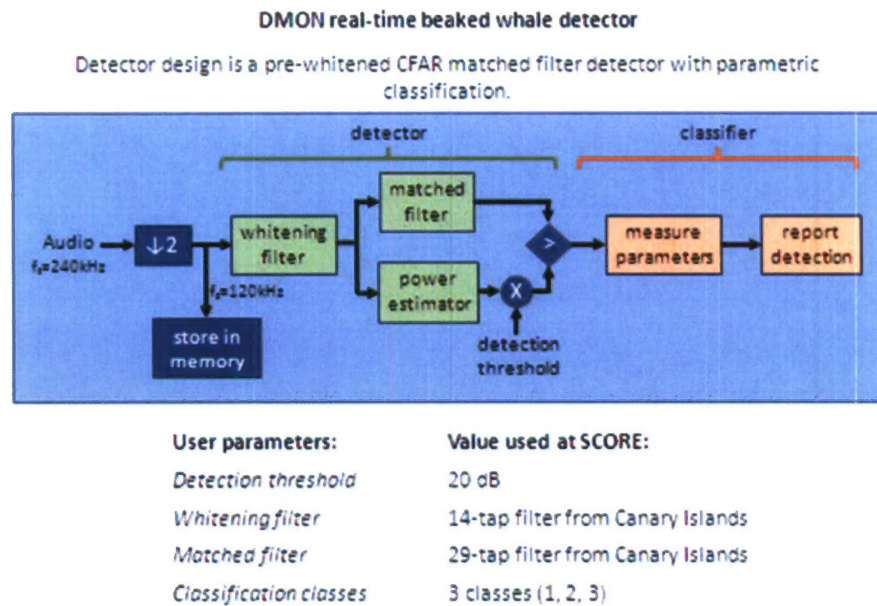 DMON real-time beaked whale detector
Detector design is a pre-whitened CFAR matched filter detector with parametric
classification.
detector
classifier
Audio
fₛ=240kHz
↓2
fₛ=120kHz
store in
memory
whitening
filter
matched
filter
power
estimator
X
detection
threshold
>
measure
parameters
report
detection
User parameters: Value used at SCORE:
Detection threshold 20 dB
Whitening filter 14-tap filter from Canary Islands
Matched filter 29-tap filter from Canary Islands
Classification classes 3 classes (1, 2, 3)